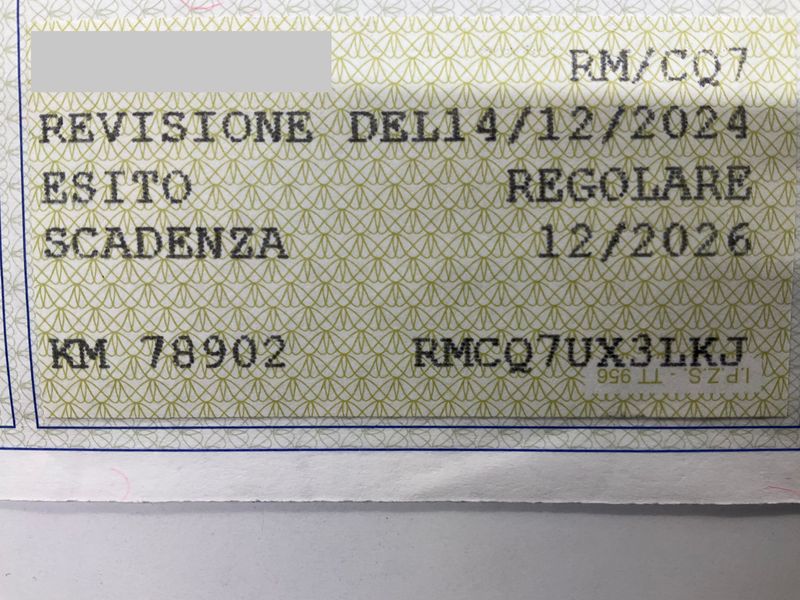 RM/CQ7
REVISIONE DEL14/12/2024
ESITO REGOLARE
SCADENZA 12/2026
KM 78902 RMCQ7UX3LKJ
I.P.Z.S. - TT 956